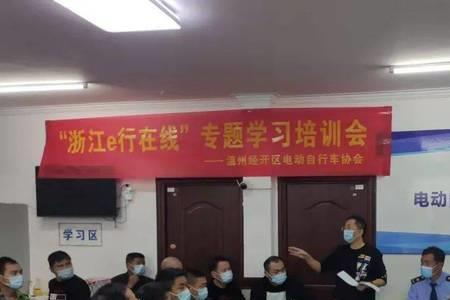 “浙江e行在线”专题学习培训会
——温州经开区电动自行车协会
学习区
电动